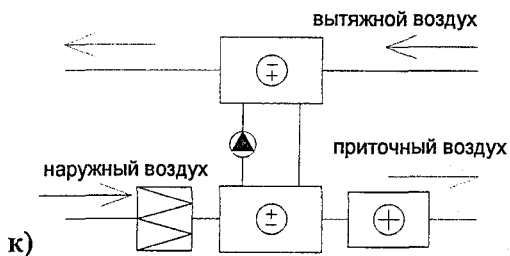 вытяжной воздух
наружный воздух
приточный воздух
к)